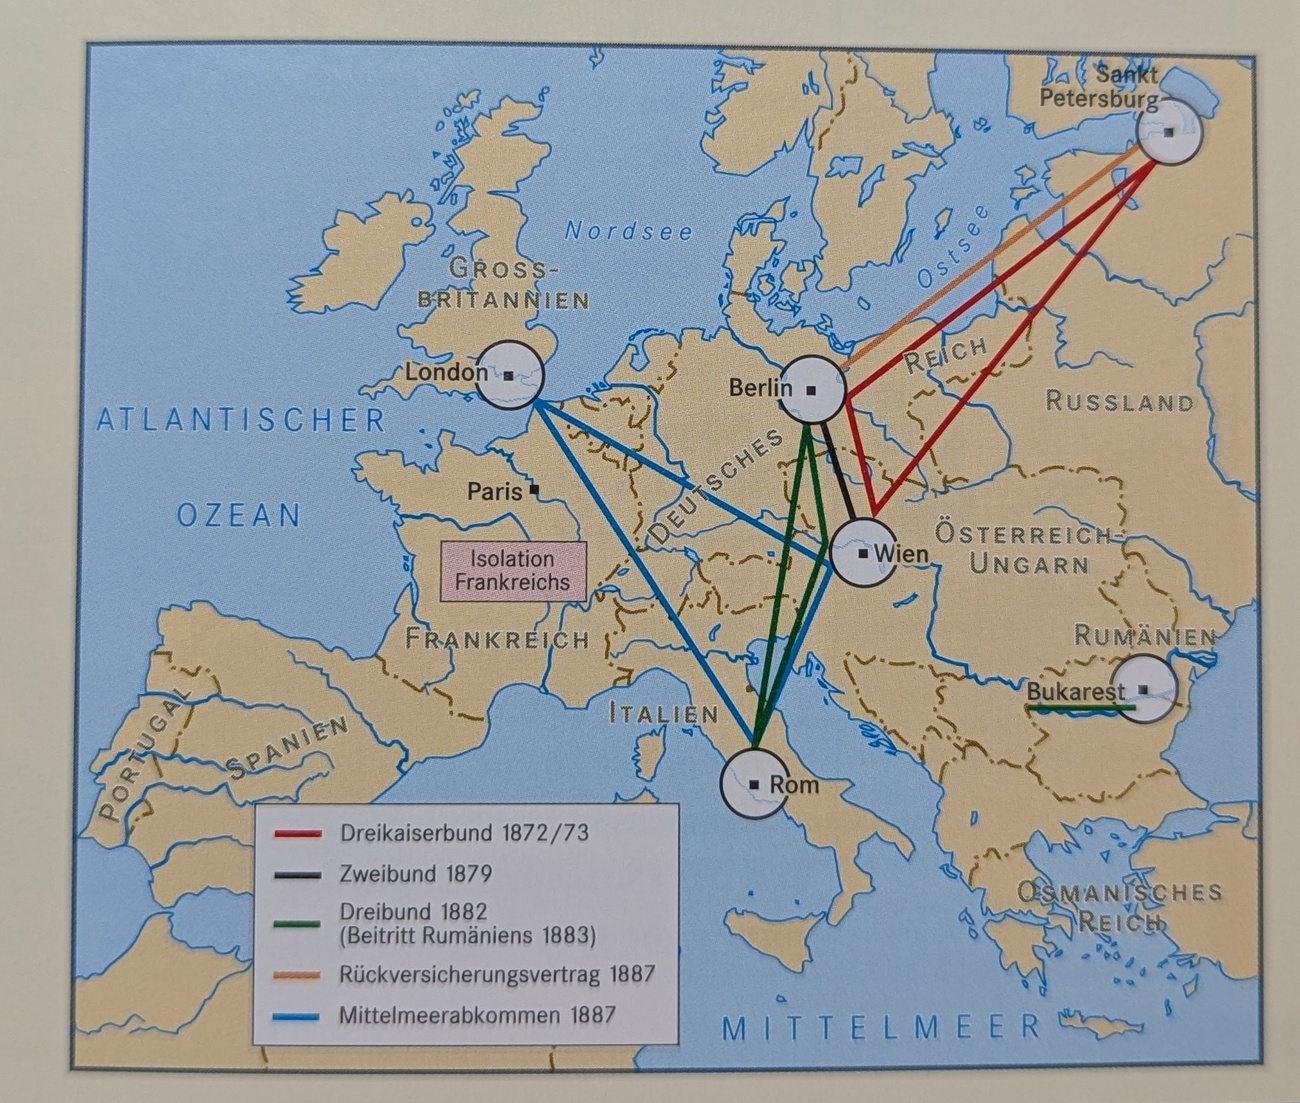 Sankt
Petersburg
Nordsee
Ostsee
GROSS-
BRITANNIEN
London
Berlin
REICH
RUSSLAND
ATLANTISCHER
OZEAN
DEUTSCHES
Paris
Wien
ÖSTERREICH-
UNGARN
Isolation
Frankreichs
FRANKREICH
RUMÄNIEN
Bukarest
ITALIEN
PORTUGAL
SPANIEN
Rom
Dreikaiserbund 1872/73
Zweibund 1879
Dreibund 1882
(Beitritt Rumäniens 1883)
Rückversicherungsvertrag 1887
Mittelmeerabkommen 1887
OSMANISCHES
REICH
MITTELMEER